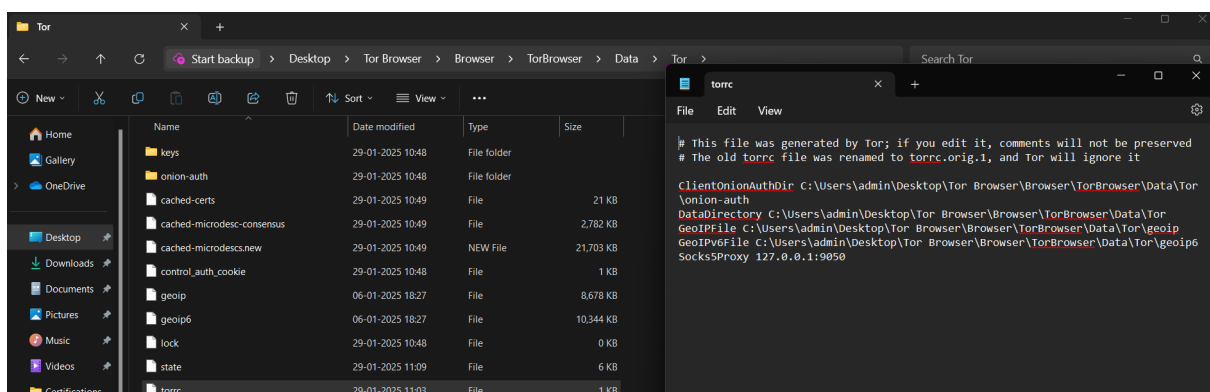 Tor
Start backup > Desktop > Tor Browser > Browser > TorBrowser > Data > Tor >
Search Tor
New
Sort
View
Home
Gallery
OneDrive
Desktop
Downloads
Documents
Pictures
Music
Videos
Certifications
Name Date modified Type Size
keys 29-01-2025 10:48 File folder
onion-auth 29-01-2025 10:48 File folder
cached-certs 29-01-2025 10:49 File 21 KB
cached-microdesc-consensus 29-01-2025 10:49 File 2,782 KB
cached-microdescs.new 29-01-2025 10:49 NEW File 21,703 KB
control_auth_cookie 29-01-2025 10:48 File 1 KB
geoip 06-01-2025 18:27 File 8,678 KB
geoip6 06-01-2025 18:27 File 10,344 KB
lock 29-01-2025 10:48 File 0 KB
state 29-01-2025 11:09 File 6 KB
torrc 29-01-2025 11:03 File 1 KB
torrc
File Edit View
# This file was generated by Tor; if you edit it, comments will not be preserved
# The old torrc file was renamed to torrc.orig.1, and Tor will ignore it
ClientOnionAuthDir C:\Users\admin\Desktop\Tor Browser\Browser\TorBrowser\Data\Tor
\onion-auth
DataDirectory C:\Users\admin\Desktop\Tor Browser\Browser\TorBrowser\Data\Tor
GeoIPFile C:\Users\admin\Desktop\Tor Browser\Browser\TorBrowser\Data\Tor\geoip
GeoIPv6File C:\Users\admin\Desktop\Tor Browser\Browser\TorBrowser\Data\Tor\geoip6
Socks5Proxy 127.0.0.1:9050